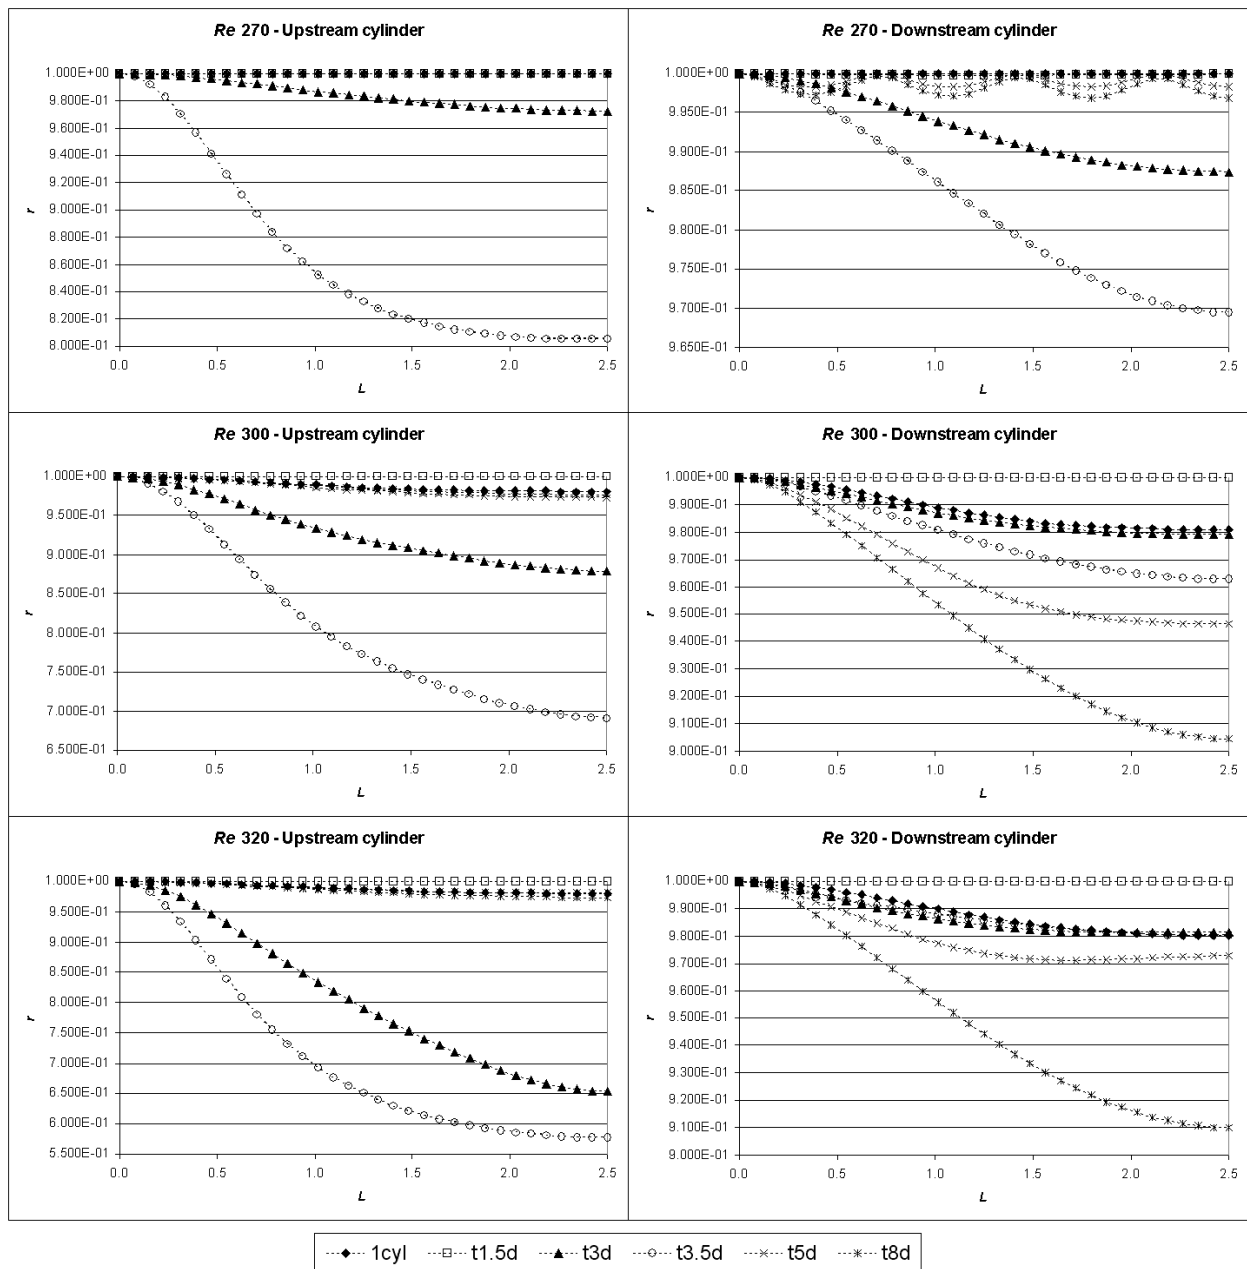 Re 270 - Upstream cylinder
1.000E+00
9.800E-01
9.600E-01
9.400E-01
9.200E-01
9.000E-01
8.800E-01
8.600E-01
8.400E-01
8.200E-01
8.000E-01
r
0.0 0.5 1.0 1.5 2.0 2.5
L
Re 270 - Downstream cylinder
1.000E+00
9.950E-01
9.900E-01
9.850E-01
9.800E-01
9.750E-01
9.700E-01
9.650E-01
r
0.0 0.5 1.0 1.5 2.0 2.5
L
Re 300 - Upstream cylinder
1.000E+00
9.500E-01
9.000E-01
8.500E-01
8.000E-01
7.500E-01
7.000E-01
6.500E-01
r
0.0 0.5 1.0 1.5 2.0 2.5
L
Re 300 - Downstream cylinder
1.000E+00
9.900E-01
9.800E-01
9.700E-01
9.600E-01
9.500E-01
9.400E-01
9.300E-01
9.200E-01
9.100E-01
9.000E-01
r
0.0 0.5 1.0 1.5 2.0 2.5
L
Re 320 - Upstream cylinder
1.000E+00
9.500E-01
9.000E-01
8.500E-01
8.000E-01
7.500E-01
7.000E-01
6.500E-01
6.000E-01
5.500E-01
r
0.0 0.5 1.0 1.5 2.0 2.5
L
Re 320 - Downstream cylinder
1.000E+00
9.900E-01
9.800E-01
9.700E-01
9.600E-01
9.500E-01
9.400E-01
9.300E-01
9.200E-01
9.100E-01
9.000E-01
r
0.0 0.5 1.0 1.5 2.0 2.5
L
1cyl t1.5d t3d t3.5d t5d t8d